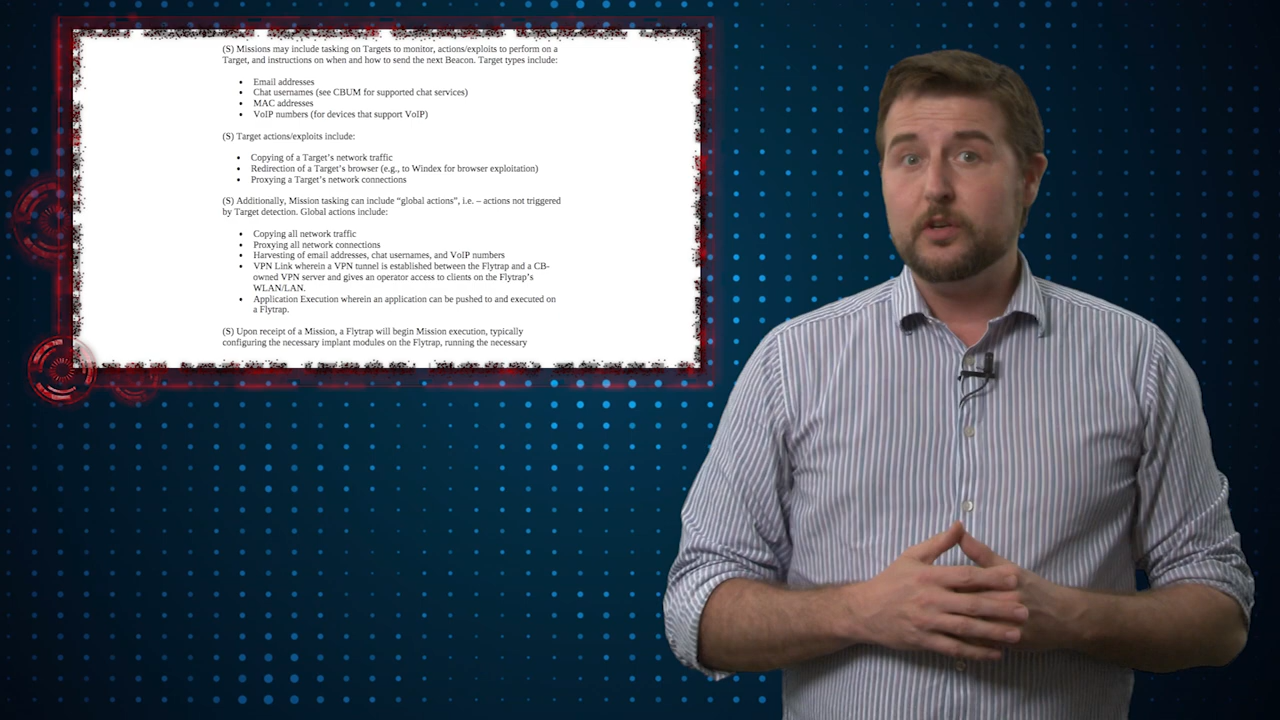 (S) Missions may include tasking on Targets to monitor, actions/exploits to perform on a
Target, and instructions on when and how to send the next Beacon. Target types include:
• Email addresses
• Chat usernames (see CBUM for supported chat services)
• MAC addresses
• VoIP numbers (for devices that support VoIP)
(S) Target actions/exploits include:
• Copying of a Target's network traffic
• Redirection of a Target's browser (e.g., to Windex for browser exploitation)
• Proxying a Target's network connections
(S) Additionally, Mission tasking can include “global actions”, i.e. – actions not triggered
by Target detection. Global actions include:
• Copying all network traffic
• Proxying all network connections
• Harvesting of email addresses, chat usernames, and VoIP numbers
• VPN Link wherein a VPN tunnel is established between the Flytrap and a CB-
owned VPN server and gives an operator access to clients on the Flytrap's
WLAN/LAN.
• Application Execution wherein an application can be pushed to and executed on
a Flytrap.
(S) Upon receipt of a Mission, a Flytrap will begin Mission execution, typically
configuring the necessary implant modules on the Flytrap, running the necessary